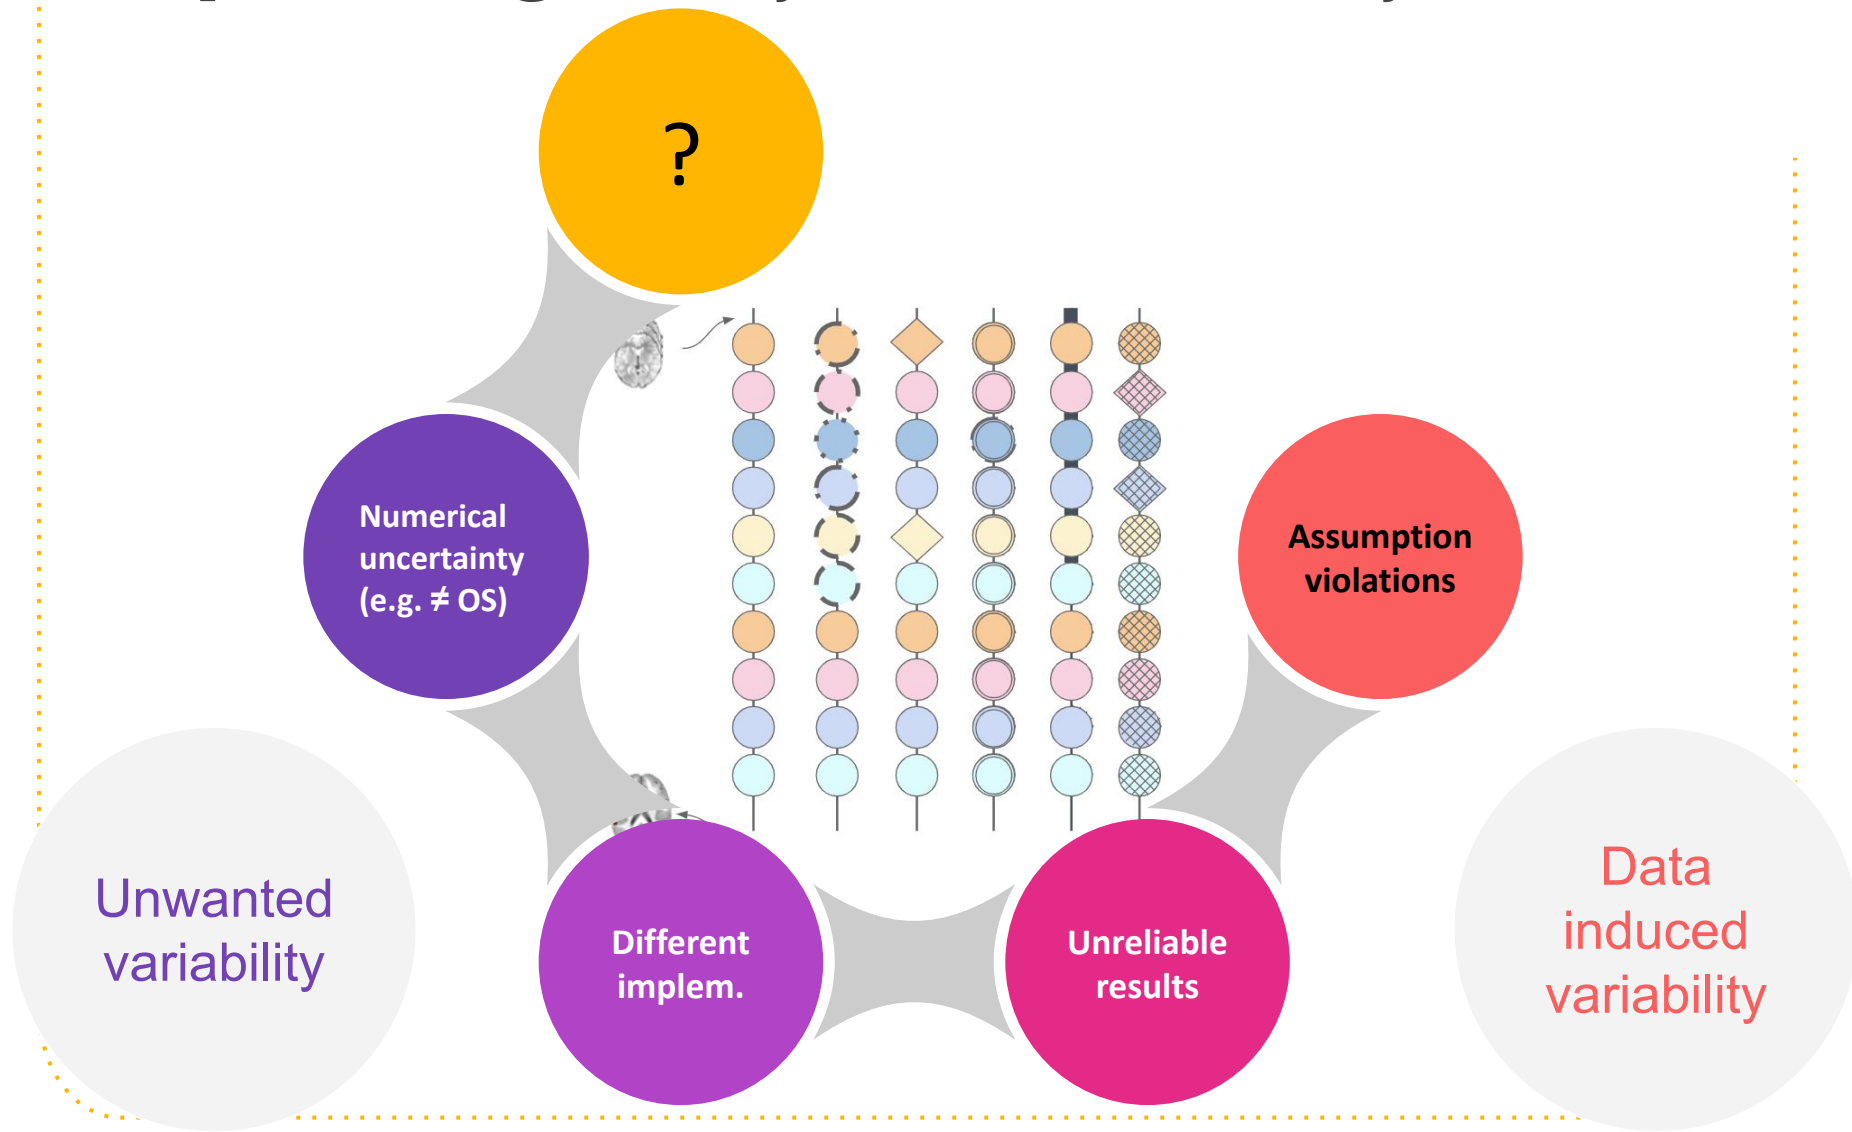 ?
Numerical
uncertainty
(e.g. ≠ OS)
Assumption
violations
Unwanted
variability
Different
implem.
Unreliable
results
Data
induced
variability